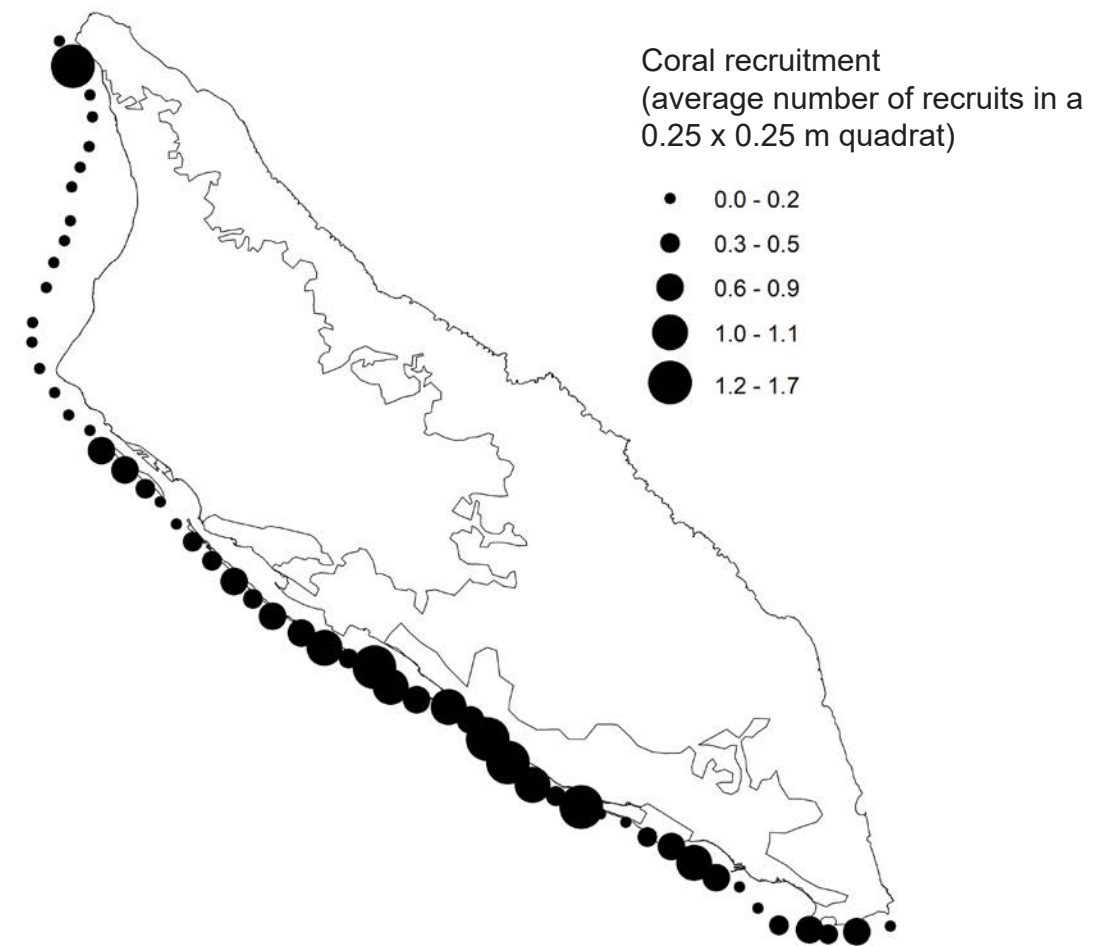 Coral recruitment
(average number of recruits in a
0.25 x 0.25 m quadrat)
0.0 - 0.2
0.3 - 0.5
0.6 - 0.9
1.0 - 1.1
1.2 - 1.7